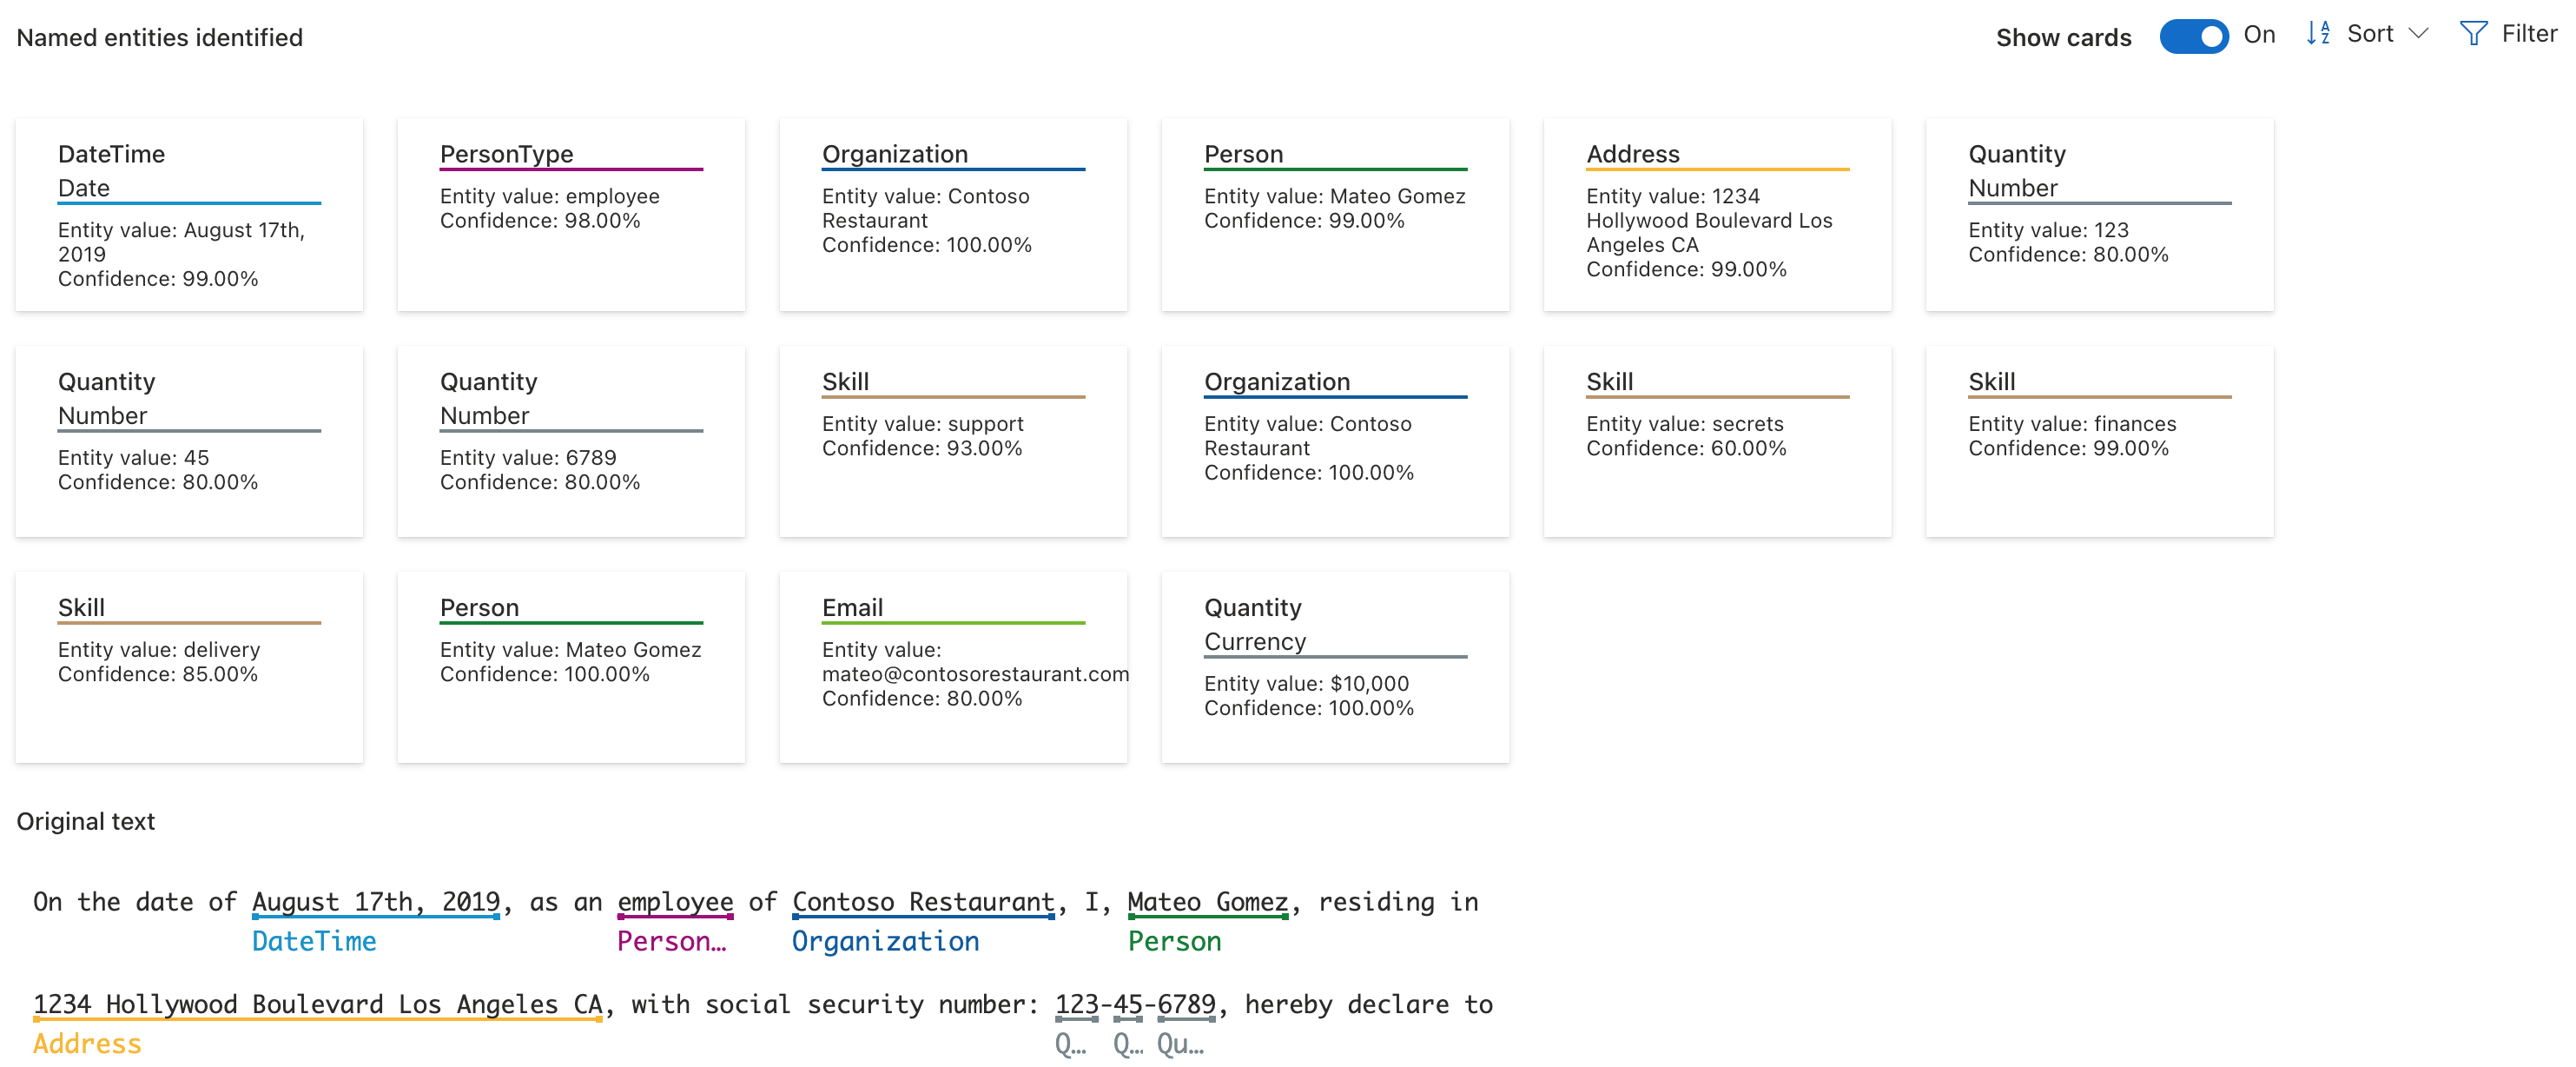 Named entities identified
Show cards On Sort Filter
DateTime
Date
Entity value: August 17th,
2019
Confidence: 99.00%
PersonType
Entity value: employee
Confidence: 98.00%
Organization
Entity value: Contoso
Restaurant
Confidence: 100.00%
Person
Entity value: Mateo Gomez
Confidence: 99.00%
Address
Entity value: 1234
Hollywood Boulevard Los
Angeles CA
Confidence: 99.00%
Quantity
Number
Entity value: 123
Confidence: 80.00%
Quantity
Number
Entity value: 45
Confidence: 80.00%
Quantity
Number
Entity value: 6789
Confidence: 80.00%
Skill
Entity value: support
Confidence: 93.00%
Organization
Entity value: Contoso
Restaurant
Confidence: 100.00%
Skill
Entity value: secrets
Confidence: 60.00%
Skill
Entity value: finances
Confidence: 99.00%
Skill
Entity value: delivery
Confidence: 85.00%
Person
Entity value: Mateo Gomez
Confidence: 100.00%
Email
Entity value:
mateo@contosorestaurant.com
Confidence: 80.00%
Quantity
Currency
Entity value: $10,000
Confidence: 100.00%
Original text
On the date of August 17th, 2019, as an employee of Contoso Restaurant, I, Mateo Gomez, residing in
DateTime Person… Organization Person
1234 Hollywood Boulevard Los Angeles CA, with social security number: 123-45-6789, hereby declare to
Address Q… Q… Qu…